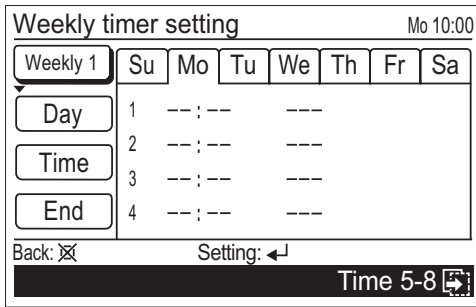 Weekly timer setting Mo 10:00
Weekly 1 Su Mo Tu We Th Fr Sa
Day 1 --:-- ---
2 --:-- ---
Time 3 --:-- ---
End 4 --:-- ---
Back: Setting:
Time 5-8